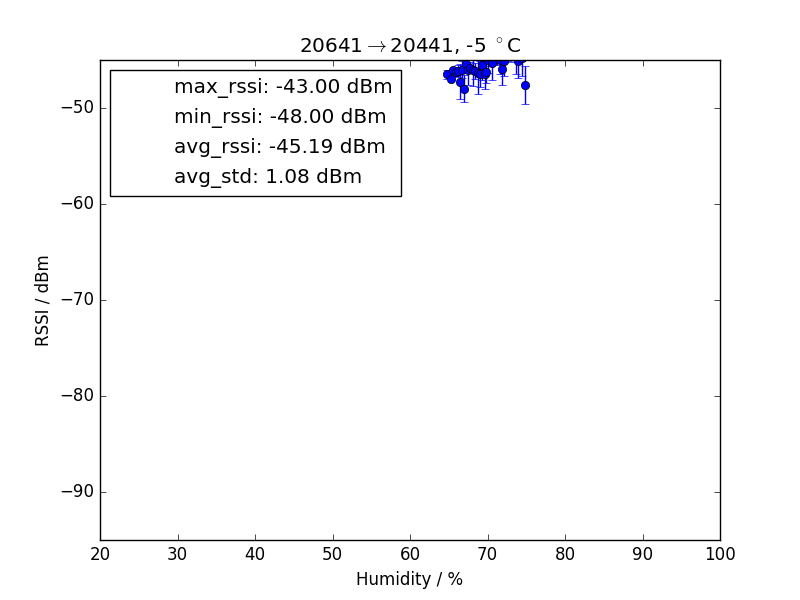 20641→20441, -5 °C
max_rssi: -43.00 dBm
min_rssi: -48.00 dBm
avg_rssi: -45.19 dBm
avg_std: 1.08 dBm
RSSI / dBm
−50
−60
−70
−80
−90
20 30 40 50 60 70 80 90 100
Humidity / %